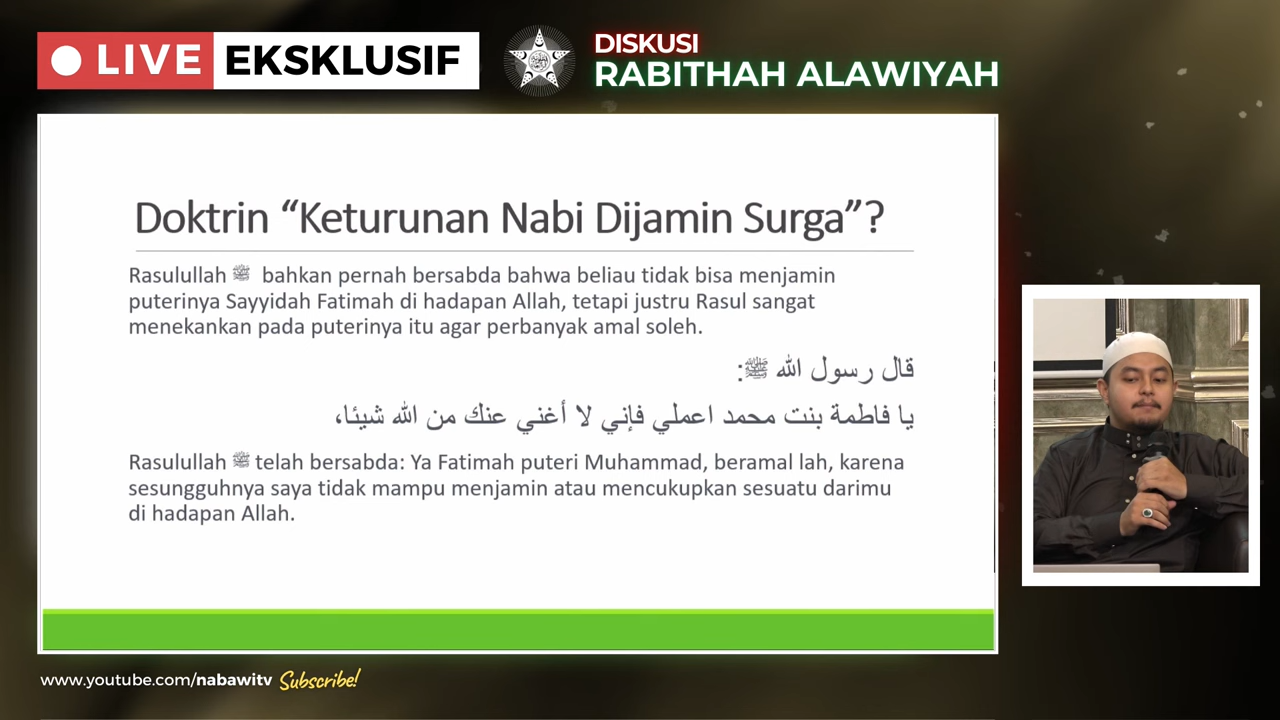 LIVE EKSKLUSIF
DISKUSI
RABITHAH ALAWIYAH
Doktrin “Keturunan Nabi Dijamin Surga”?
Rasulullah ﷺ bahkan pernah bersabda bahwa beliau tidak bisa menjamin
puterinya Sayyidah Fatimah di hadapan Allah, tetapi justru Rasul sangat
menekankan pada puterinya itu agar perbanyak amal soleh.
قال رسول الله ﷺ:
يا فاطمة بنت محمد اعملي فإني لا أغني عنك من الله شيئا،
Rasulullah ﷺ telah bersabda: Ya Fatimah puteri Muhammad, beramal lah, karena
sesungguhnya saya tidak mampu menjamin atau mencukupkan sesuatu darimu
di hadapan Allah.
www.youtube.com/nabawitv Subscribe!